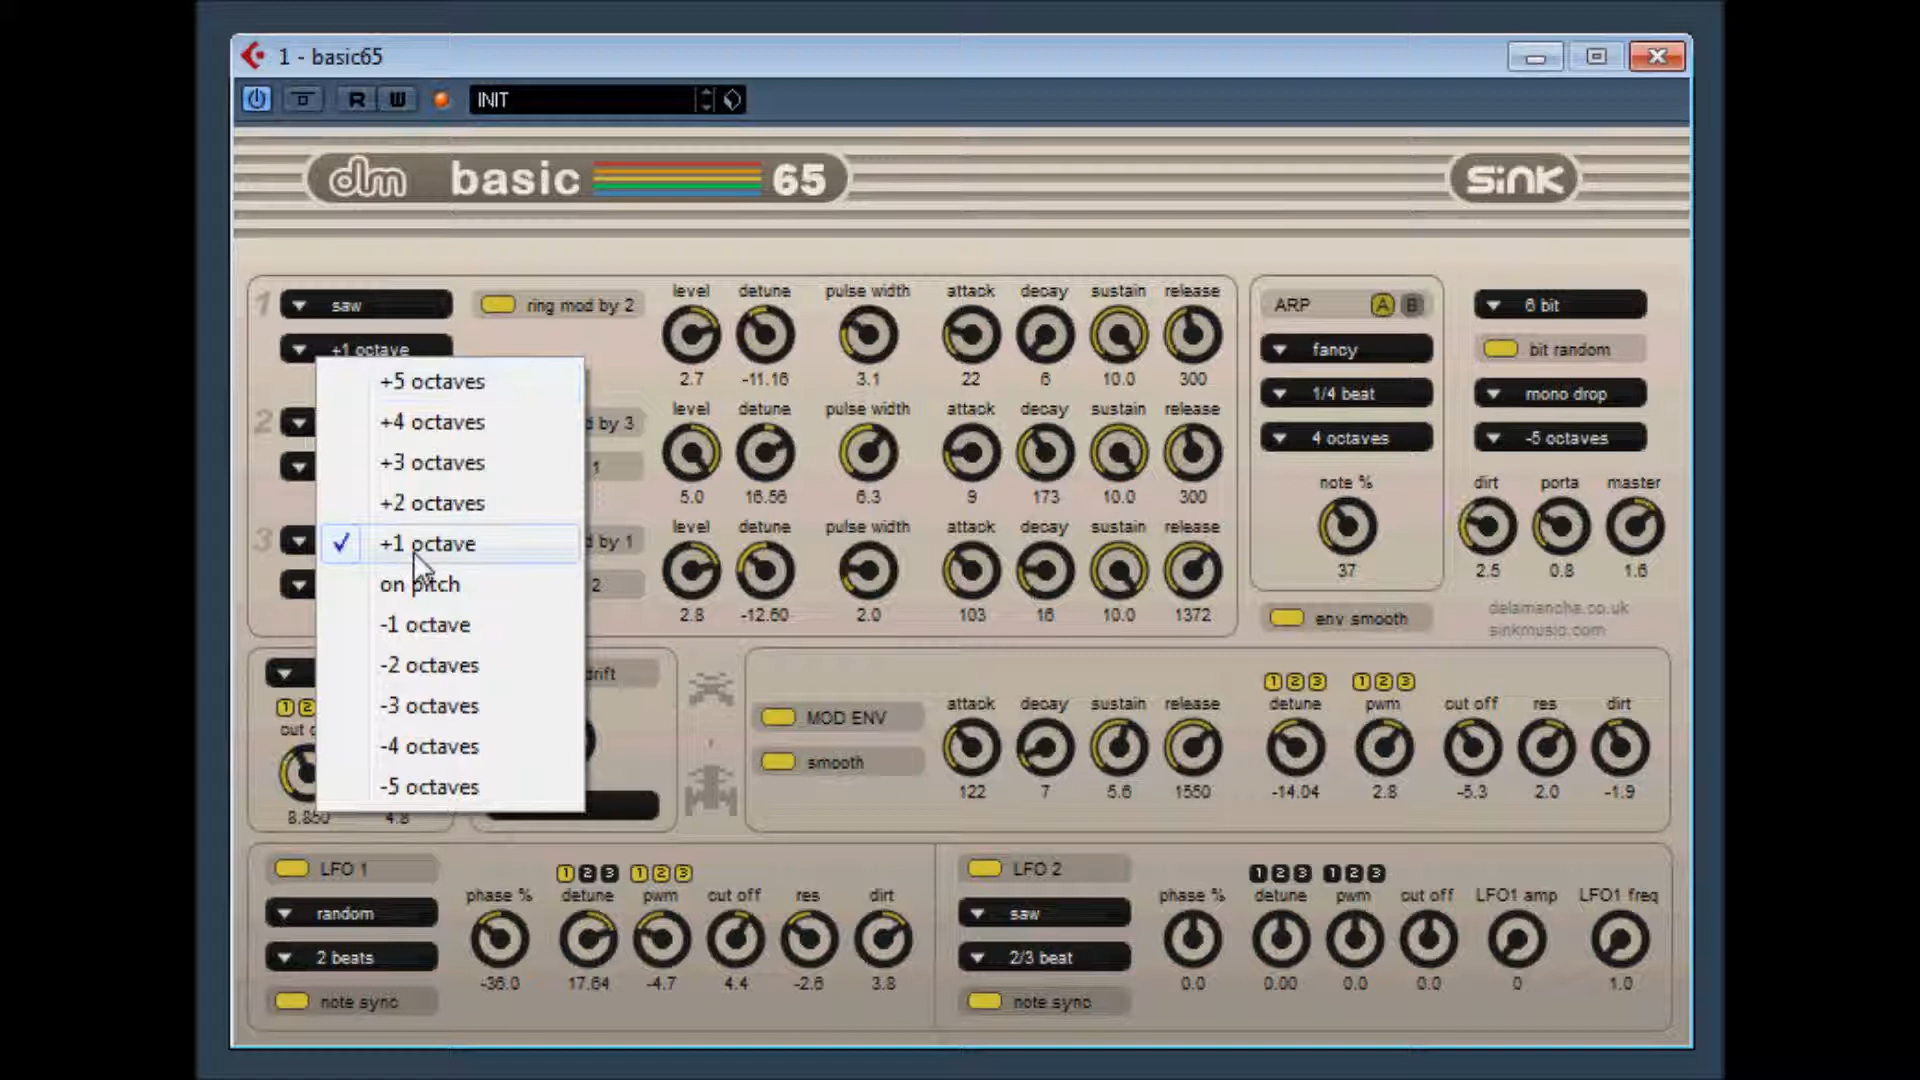 1 - basic65
R W INIT
dlm basic 65 sink
1 saw ring mod by 2 level detune pulse width attack decay sustain release
+1 octave
2.7 -11.16 3.1 22 6 10.0 300
+5 octaves
+4 octaves
+3 octaves
+2 octaves
+1 octave
on pitch
-1 octave
-2 octaves
-3 octaves
-4 octaves
-5 octaves
2 d by 3 level detune pulse width attack decay sustain release
1
5.0 16.56 6.3 9 173 10.0 300
3 d by 1 level detune pulse width attack decay sustain release
2
2.8 -12.60 2.0 103 16 10.0 1372
ARP A B
fancy
1/4 beat
4 octaves
note %
37
env smooth
6 bit
bit random
mono drop
-5 octaves
dirt porta master
2.5 0.8 1.6
delamancha.co.uk
sinkmusic.com
drift
1 2
cut o
8.850 4.8
MOD ENV
smooth
attack decay sustain release
122 7 5.6 1550
1 2 3 1 2 3
detune pwm cut off res dirt
-14.04 2.8 -5.3 2.0 -1.9
LFO 1
random
2 beats
note sync
1 2 3 1 2 3
phase % detune pwm cut off res dirt
-36.0 17.64 -4.7 4.4 -2.6 3.8
LFO 2
saw
2/3 beat
note sync
1 2 3 1 2 3
phase % detune pwm cut off LFO1 amp LFO1 freq
0.0 0.00 0.0 0.0 0 1.0